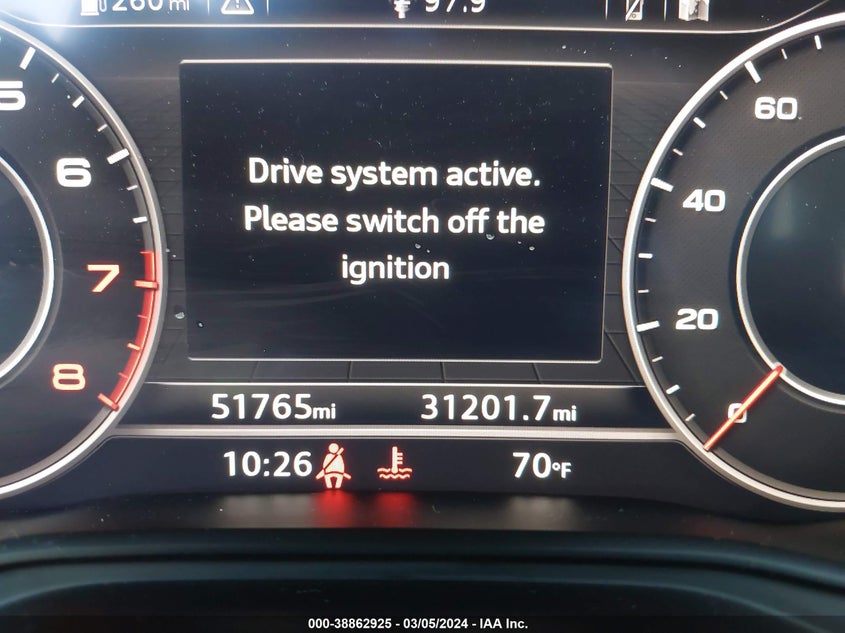 260 mi
97.9
5
6
7
8
Drive system active.
Please switch off the
ignition
60
40
20
0
51765mi
31201.7mi
10:26
70°F
000-38862925 - 03/05/2024 - IAA Inc.